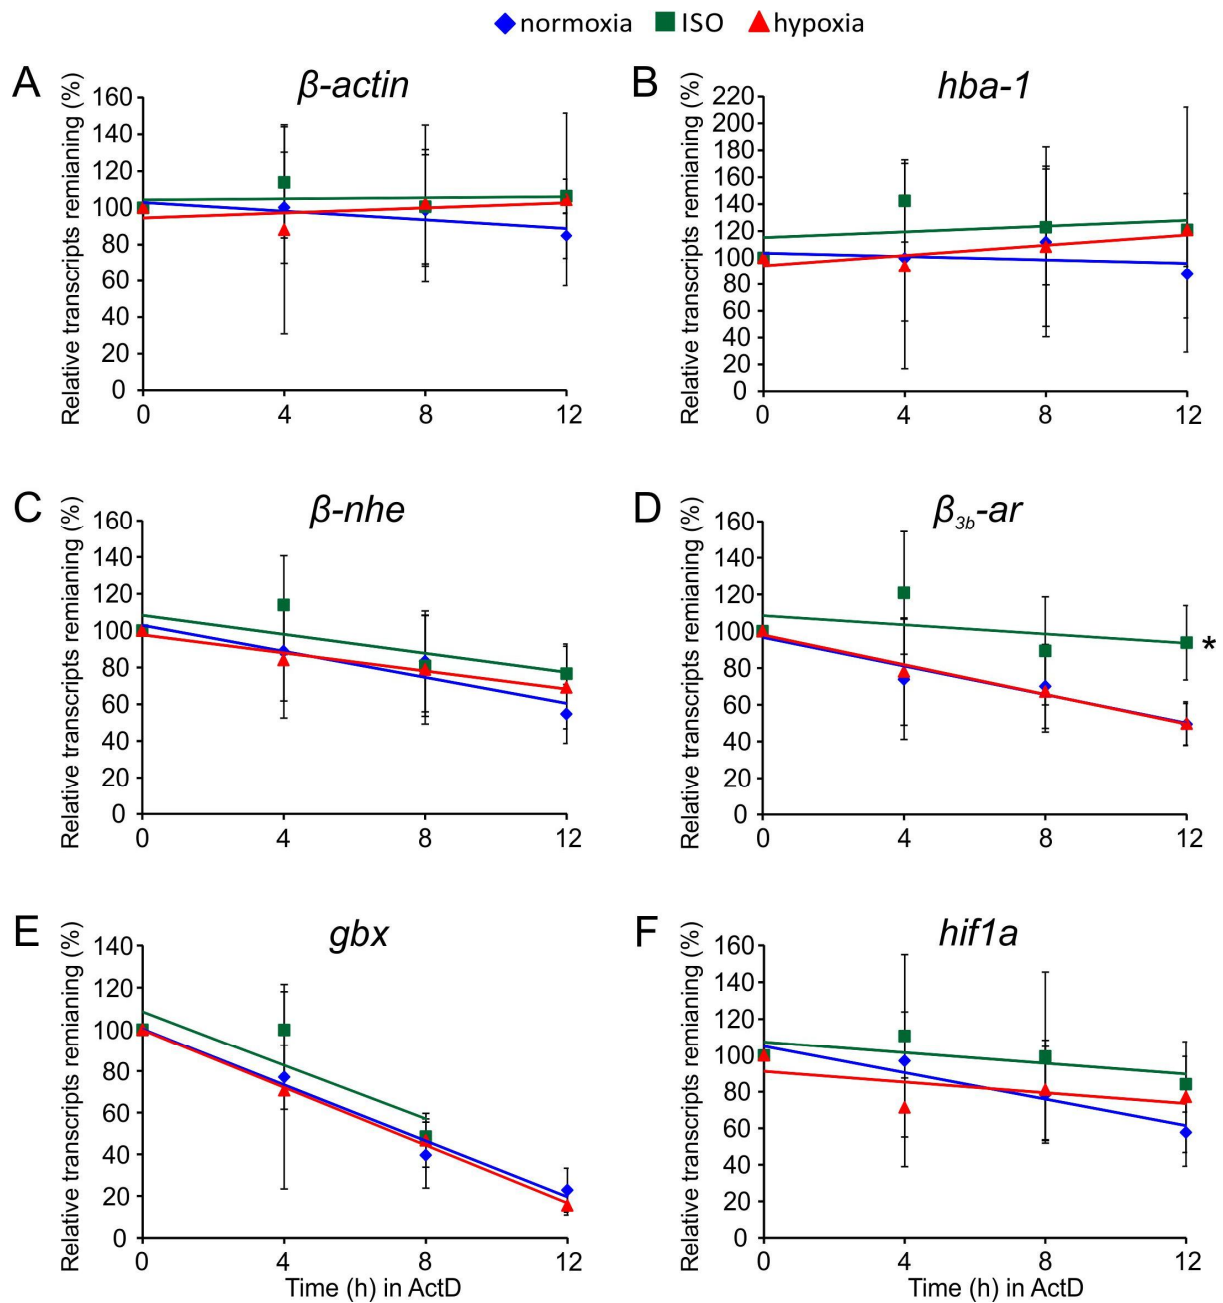 normoxia ISO hypoxia
A β-actin
Relative transcripts remianing (%)
160
140
120
100
80
60
40
20
0
0 4 8 12
B hba-1
Relative transcripts remianing (%)
220
200
180
160
140
120
100
80
60
40
20
0
0 4 8 12
C β-nhe
Relative transcripts remianing (%)
160
140
120
100
80
60
40
20
0
0 4 8 12
D β3b-ar
Relative transcripts remianing (%)
160
140
120
100
80
60
40
20
0
*
0 4 8 12
E gbx
Relative transcripts remianing (%)
140
120
100
80
60
40
20
0
0 4 8 12
Time (h) in ActD
F hif1a
Relative transcripts remianing (%)
160
140
120
100
80
60
40
20
0
0 4 8 12
Time (h) in ActD